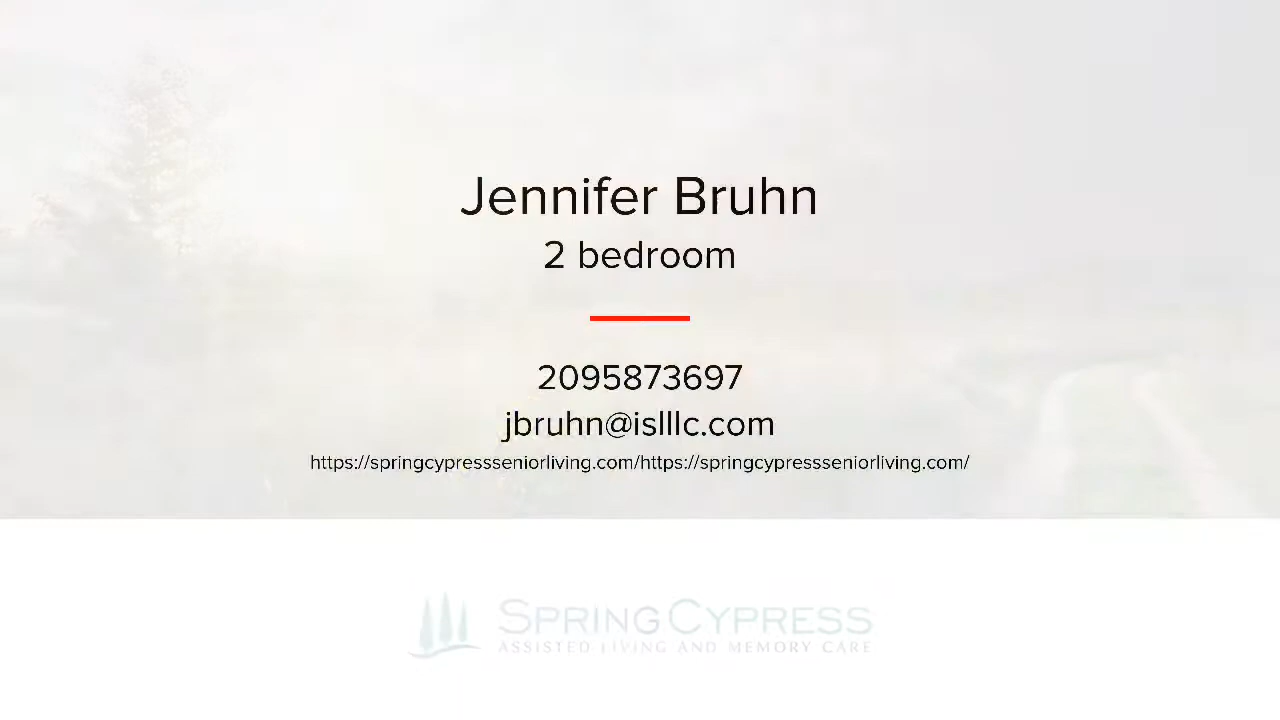 Jennifer Bruhn
2 bedroom
2095873697
jbruhn@islllc.com
https://springcypressseniorliving.com/https://springcypressseniorliving.com/
SPRING CYPRESS
ASSISTED LIVING AND MEMORY CARE